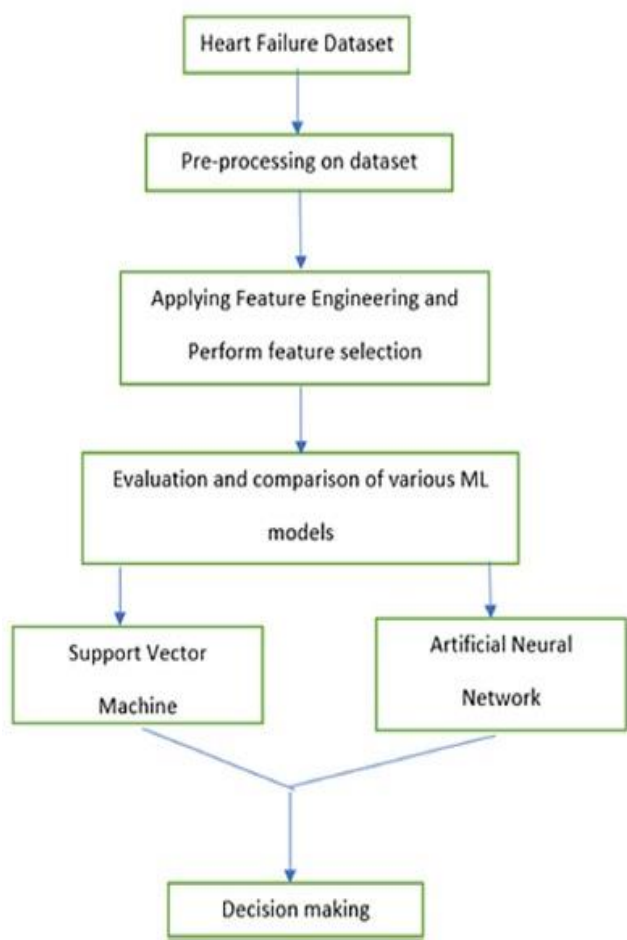 Heart Failure Dataset
Pre-processing on dataset
Applying Feature Engineering and
Perform feature selection
Evaluation and comparison of various ML
models
Support Vector
Machine
Artificial Neural
Network
Decision making